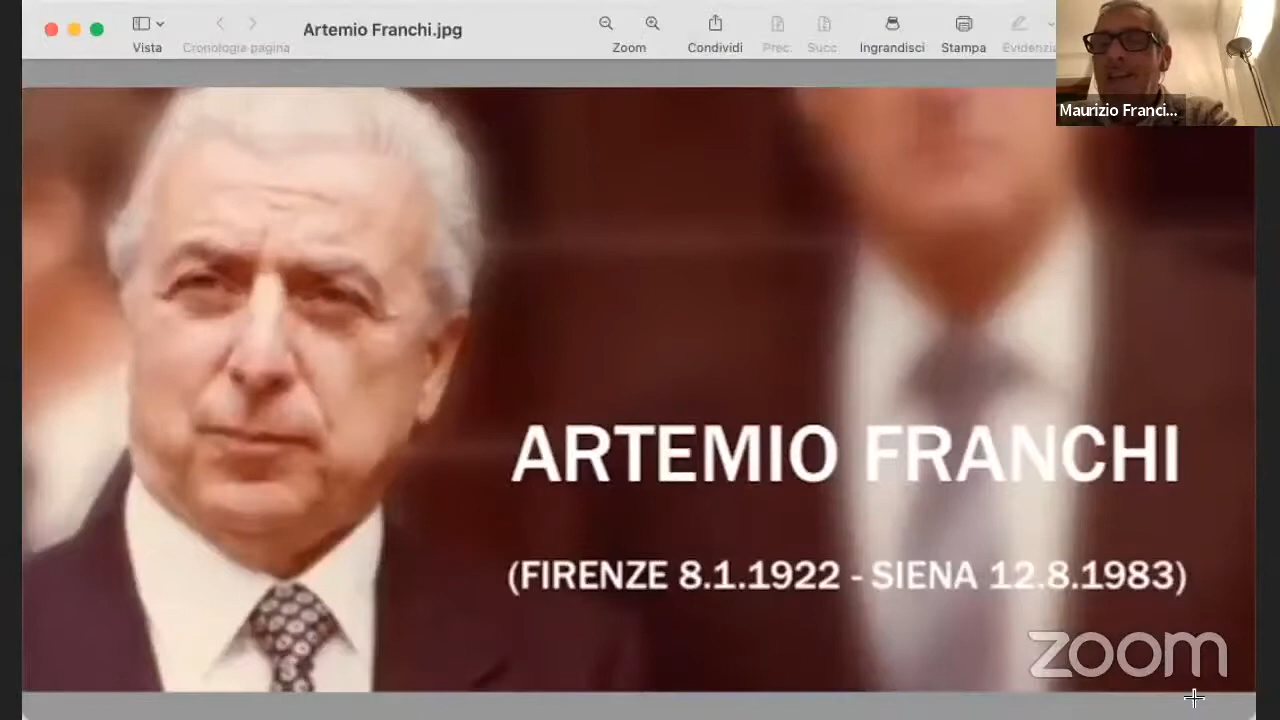 Artemio Franchi.jpg
Vista
Cronologia pagina
Zoom
Condividi
Prec.
Succ.
Ingrandisci
Stampa
Evidenzi
Maurizio Franci...
ARTEMIO FRANCHI
(FIRENZE 8.1.1922 - SIENA 12.8.1983)
zoom